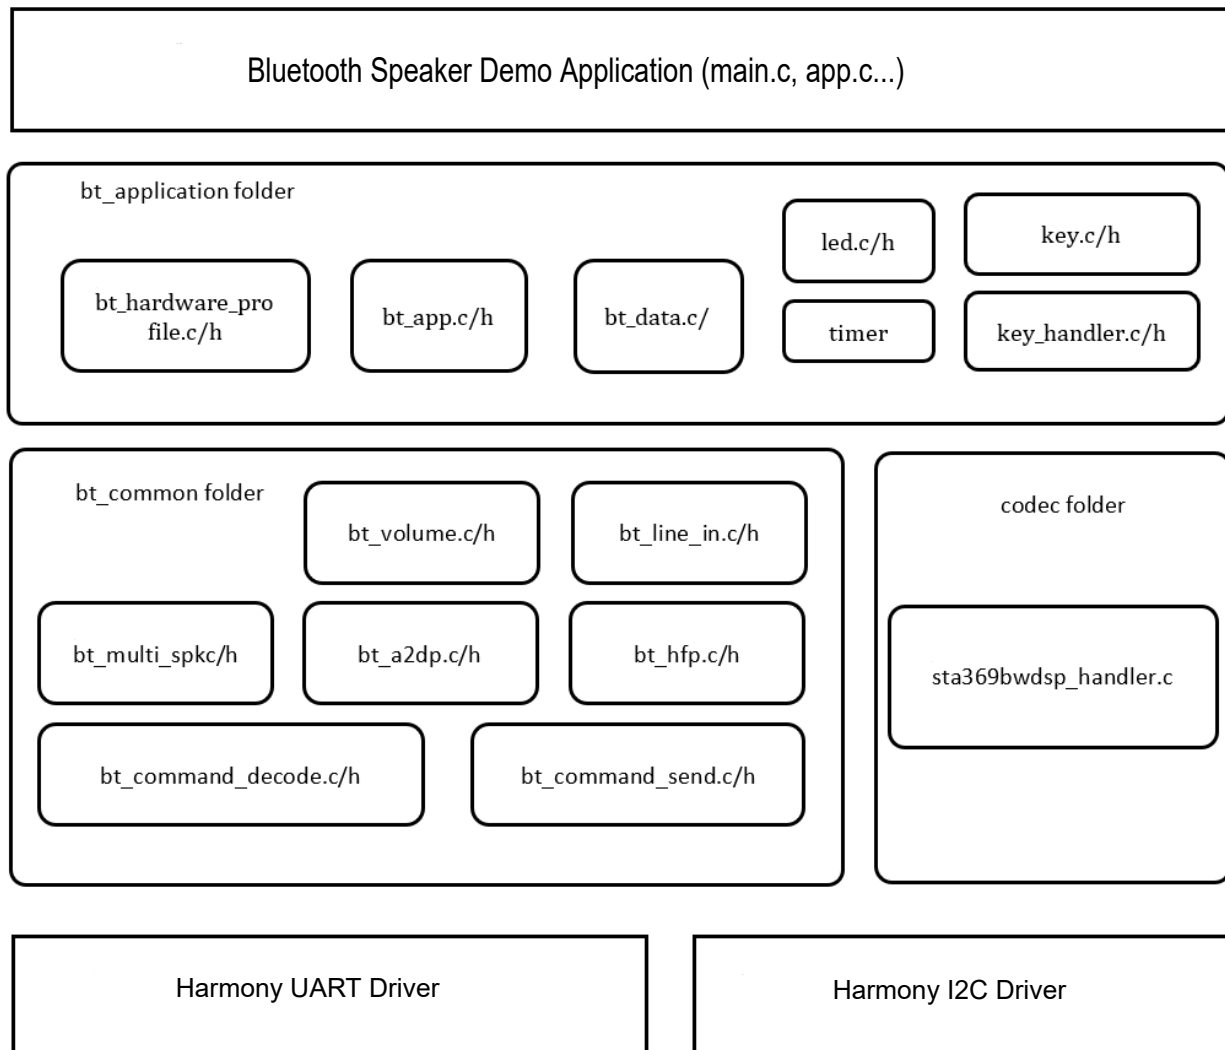 Bluetooth Speaker Demo Application (main.c, app.c...)
bt_application folder
led.c/h
key.c/h
bt_hardware_pro
file.c/h
bt_app.c/h
bt_data.c/
timer
key_handler.c/h
bt_common folder
bt_volume.c/h
bt_line_in.c/h
bt_multi_spkc/h
bt_a2dp.c/h
bt_hfp.c/h
bt_command_decode.c/h
bt_command_send.c/h
codec folder
sta369bwdsp_handler.c
Harmony UART Driver
Harmony I2C Driver